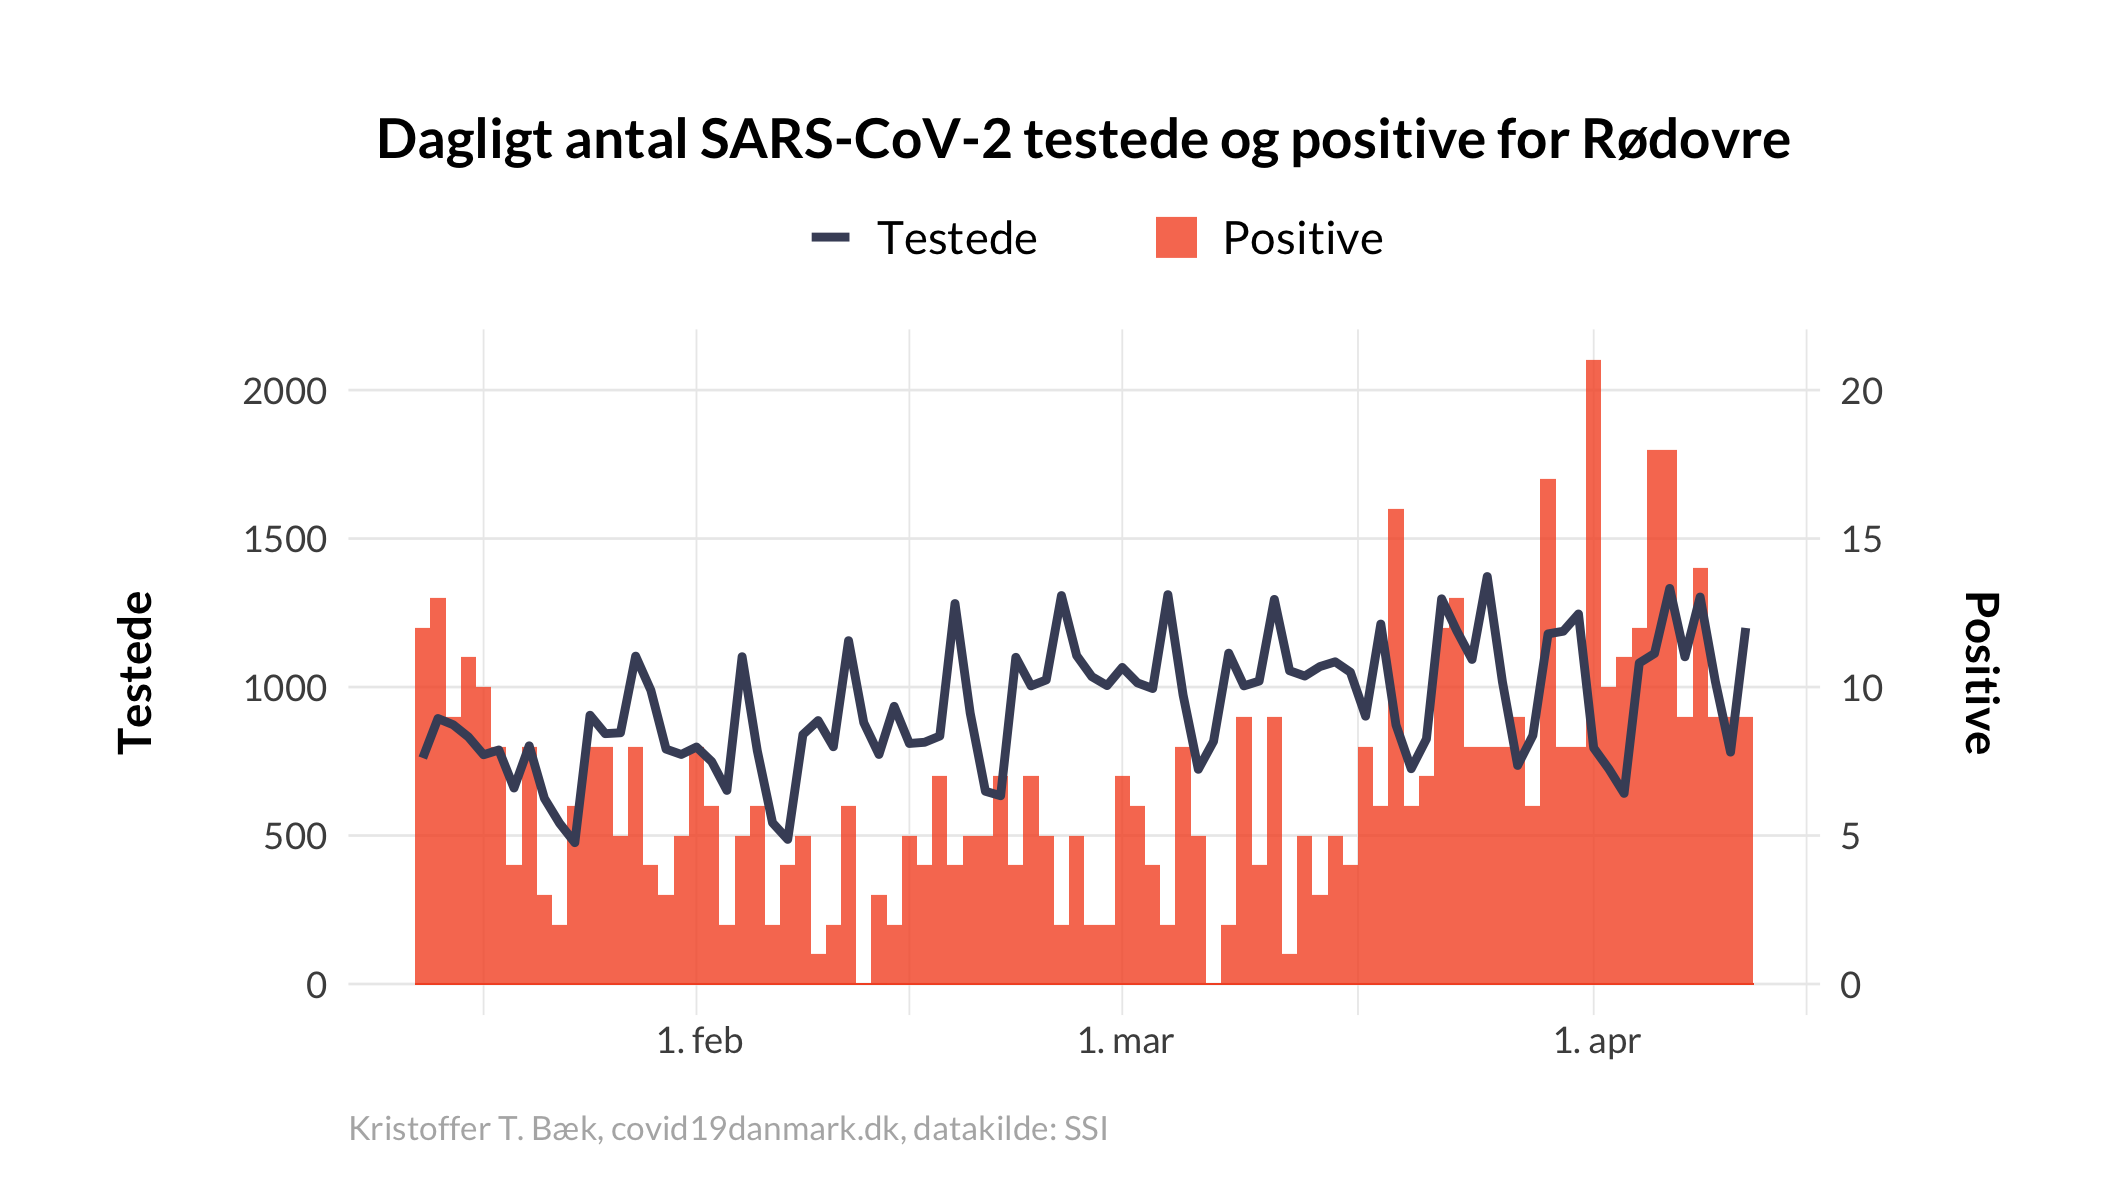 Dagligt antal SARS-CoV-2 testede og positive for Rødovre
Testede Positive
2000 20
1500 15
1000 10
500 5
0 0
Testede
Positive
1. feb 1. mar 1. apr
Kristoffer T. Bæk, covid19danmark.dk, datakilde: SSI